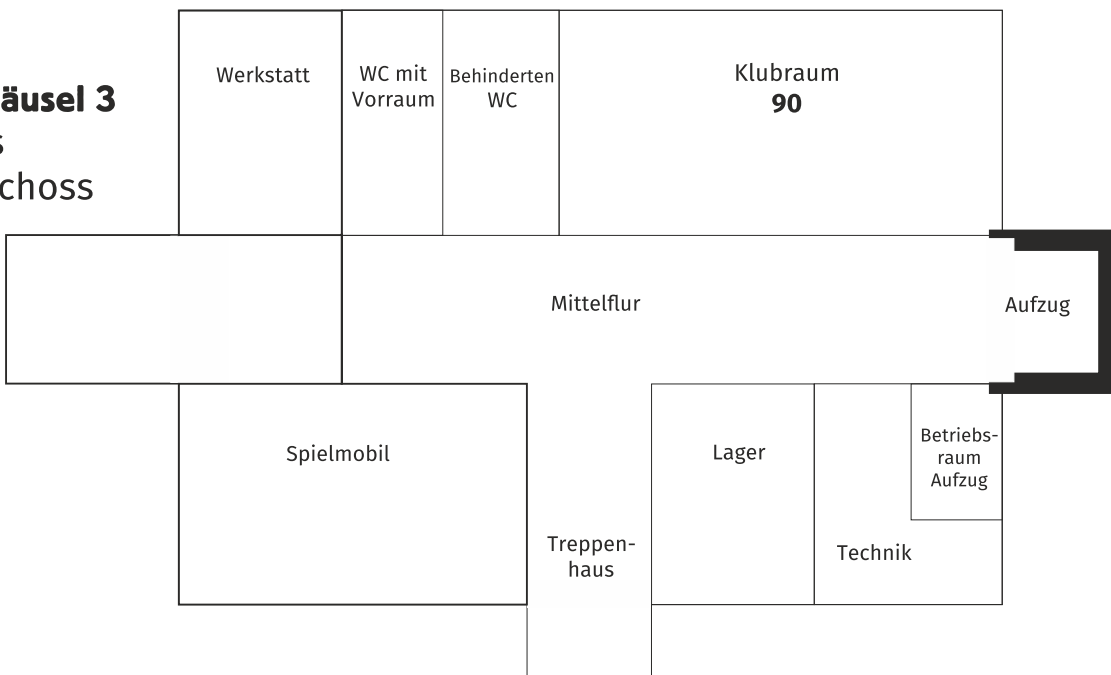 äusel 3
s
choss
Werkstatt
WC mit
Vorraum
Behinderten
WC
Klubraum
90
Mittelflur
Aufzug
Spielmobil
Treppen-
haus
Lager
Technik
Betriebs-
raum
Aufzug